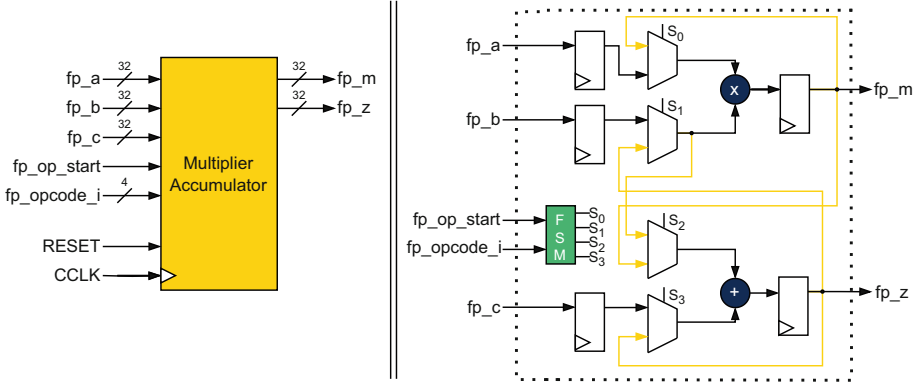 fp_a
32
fp_b
32
fp_c
32
fp_op_start
fp_opcode_i
4
RESET
CCLK
Multiplier
Accumulator
32
fp_m
32
fp_z
fp_a
S0
x
fp_m
fp_b
S1
fp_op_start
fp_opcode_i
F
S
M
S0
S1
S2
S3
S2
+
fp_z
fp_c
S3